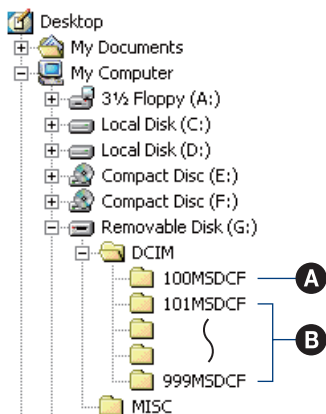 Desktop
My Documents
My Computer
3½ Floppy (A:)
Local Disk (C:)
Local Disk (D:)
Compact Disc (E:)
Compact Disc (F:)
Removable Disk (G:)
DCIM
100MSDCF A
101MSDCF
B
999MSDCF
MISC